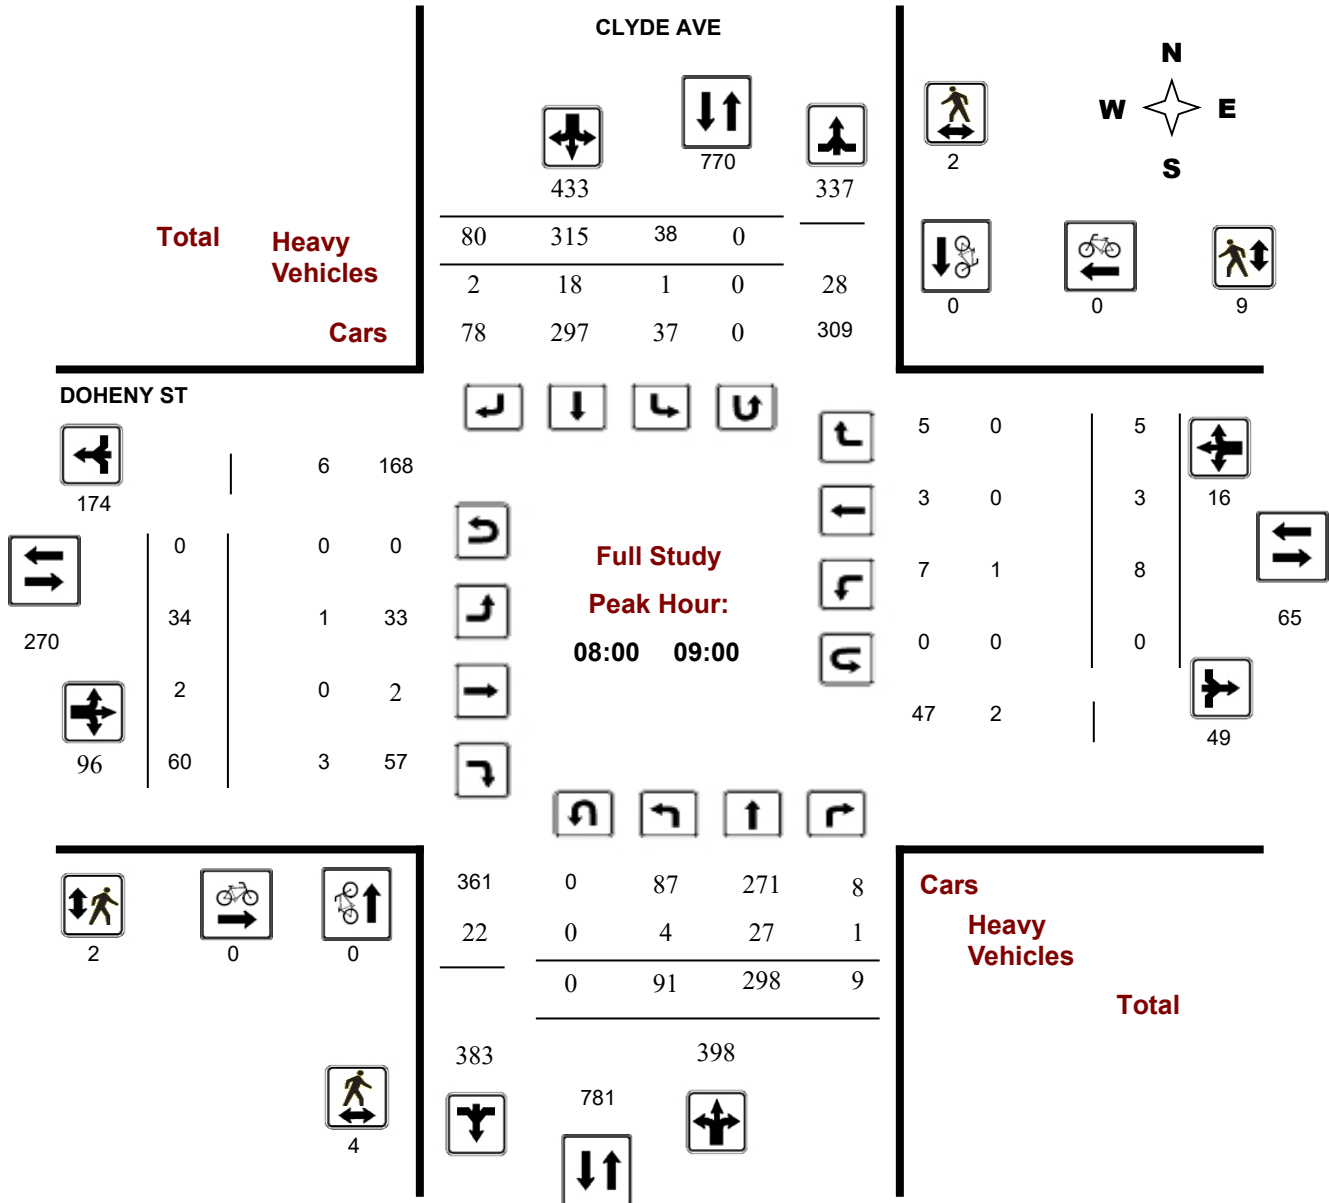 CLYDE AVE
N
W E
S
2
770
433 337
Total Heavy
Vehicles
80 315 38 0
2 18 1 0 28
Cars 78 297 37 0 309
0 0 9
DOHENY ST
5 0 5
6 168
174
3 0 3 16
0 0 0
Full Study
7 1 8
Peak Hour:
34 1 33
65
270
08:00 09:00
0 0 0
2 0 2
47 2
49
96 60 3 57
361 0 87 271 8
Cars
22 0 4 27 1
Heavy
Vehicles
2 0 0
0 91 298 9
Total
383 398
781
4